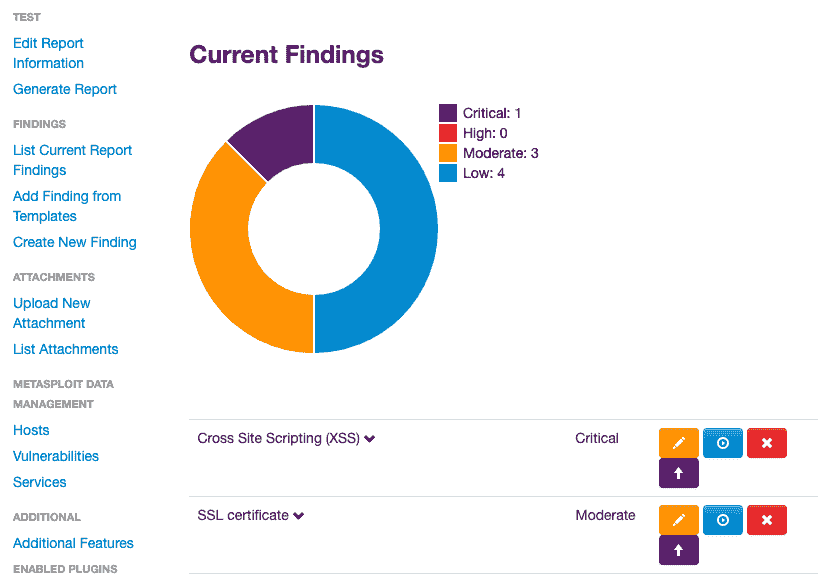 TEST
Edit Report
Information
Generate Report
FINDINGS
List Current Report
Findings
Add Finding from
Templates
Create New Finding
ATTACHMENTS
Upload New
Attachment
List Attachments
METASPLOIT DATA
MANAGEMENT
Hosts
Vulnerabilities
Services
ADDITIONAL
Additional Features
ENABLED PLUGINS
Current Findings
Critical: 1
High: 0
Moderate: 3
Low: 4
Cross Site Scripting (XSS) Critical
SSL certificate Moderate